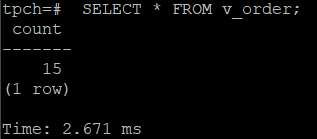 tpch=#  SELECT * FROM v_order;
 count
-------
    15
(1 row)

Time: 2.671 ms